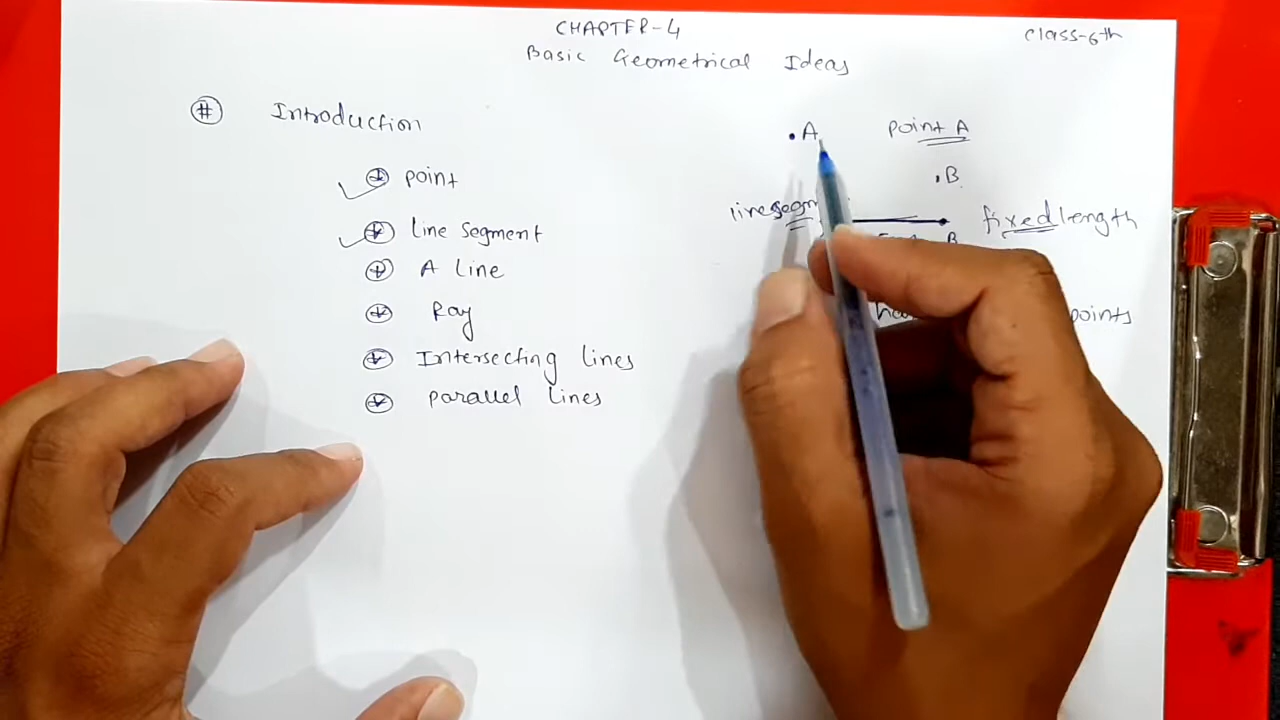 CHAPTER-4
Class-6th
Basic Geometrical Ideas
# Introduction
point
Line segment
A Line
Ray
Intersecting lines
parallel lines
.A point A
.B
fixed length
B
points